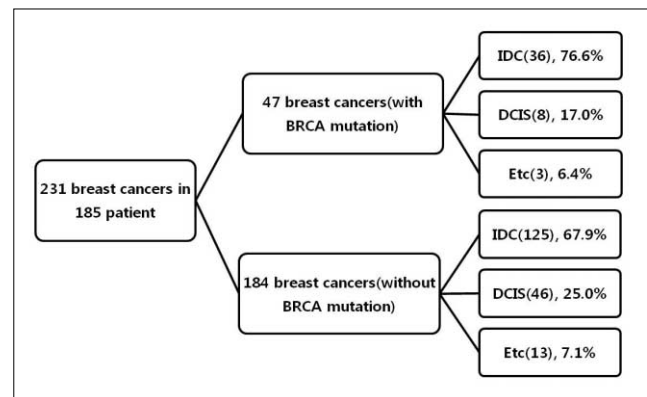 231 breast cancers in
185 patient
47 breast cancers(with
BRCA mutation)
IDC(36), 76.6%
DCIS(8), 17.0%
Etc(3), 6.4%
184 breast cancers(without
BRCA mutation)
IDC(125), 67.9%
DCIS(46), 25.0%
Etc(13), 7.1%